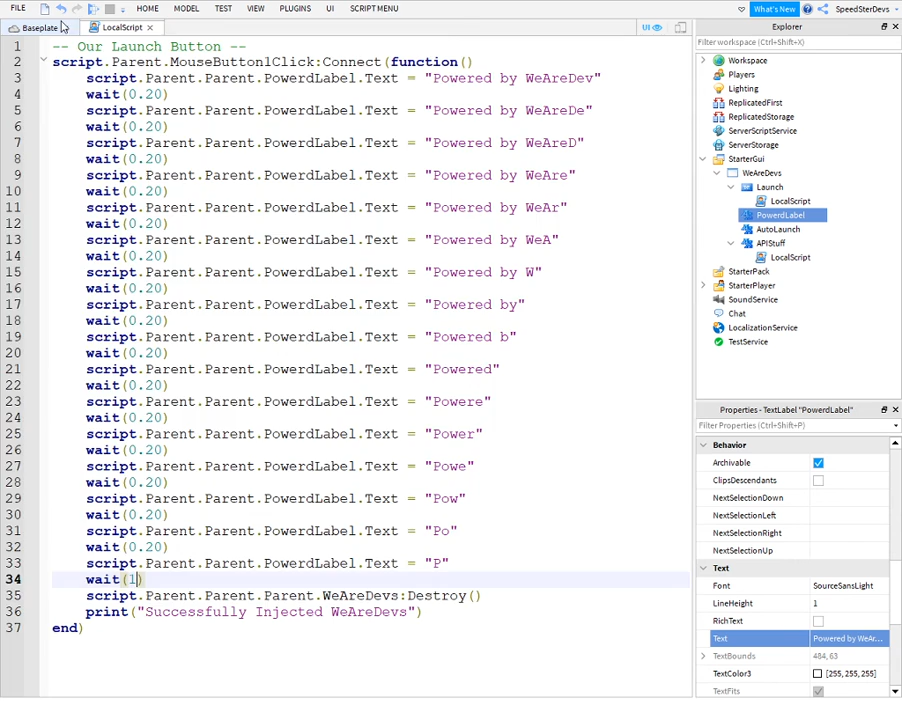 FILE HOME MODEL TEST VIEW PLUGINS UI SCRIPT MENU What's New SpeedSterDevs
Baseplate LocalScript UI
1 -- Our Launch Button --
2 script.Parent.MouseButton1Click:Connect(function()
3 script.Parent.Parent.PowerdLabel.Text = "Powered by WeAreDev"
4 wait(0.20)
5 script.Parent.Parent.PowerdLabel.Text = "Powered by WeAreDe"
6 wait(0.20)
7 script.Parent.Parent.PowerdLabel.Text = "Powered by WeAreD"
8 wait(0.20)
9 script.Parent.Parent.PowerdLabel.Text = "Powered by WeAre"
10 wait(0.20)
11 script.Parent.Parent.PowerdLabel.Text = "Powered by WeAr"
12 wait(0.20)
13 script.Parent.Parent.PowerdLabel.Text = "Powered by WeA"
14 wait(0.20)
15 script.Parent.Parent.PowerdLabel.Text = "Powered by W"
16 wait(0.20)
17 script.Parent.Parent.PowerdLabel.Text = "Powered by"
18 wait(0.20)
19 script.Parent.Parent.PowerdLabel.Text = "Powered b"
20 wait(0.20)
21 script.Parent.Parent.PowerdLabel.Text = "Powered"
22 wait(0.20)
23 script.Parent.Parent.PowerdLabel.Text = "Powere"
24 wait(0.20)
25 script.Parent.Parent.PowerdLabel.Text = "Power"
26 wait(0.20)
27 script.Parent.Parent.PowerdLabel.Text = "Powe"
28 wait(0.20)
29 script.Parent.Parent.PowerdLabel.Text = "Pow"
30 wait(0.20)
31 script.Parent.Parent.PowerdLabel.Text = "Po"
32 wait(0.20)
33 script.Parent.Parent.PowerdLabel.Text = "P"
34 wait(1)
35 script.Parent.Parent.Parent.WeAreDevs:Destroy()
36 print("Successfully Injected WeAreDevs")
37 end)
Explorer
Filter workspace (Ctrl+Shift+X)
Workspace
Players
Lighting
ReplicatedFirst
ReplicatedStorage
ServerScriptService
ServerStorage
StarterGui
WeAreDevs
Launch
LocalScript
PowerdLabel
AutoLaunch
APIStuff
LocalScript
StarterPack
StarterPlayer
SoundService
Chat
LocalizationService
TestService
Properties - TextLabel "PowerdLabel"
Filter Properties (Ctrl+Shift+P)
Behavior
Archivable
ClipsDescendants
NextSelectionDown
NextSelectionLeft
NextSelectionRight
NextSelectionUp
Text
Font SourceSansLight
LineHeight 1
RichText
Text Powered by WeAr...
TextBounds 484, 63
TextColor3 [255, 255, 255]
TextFits